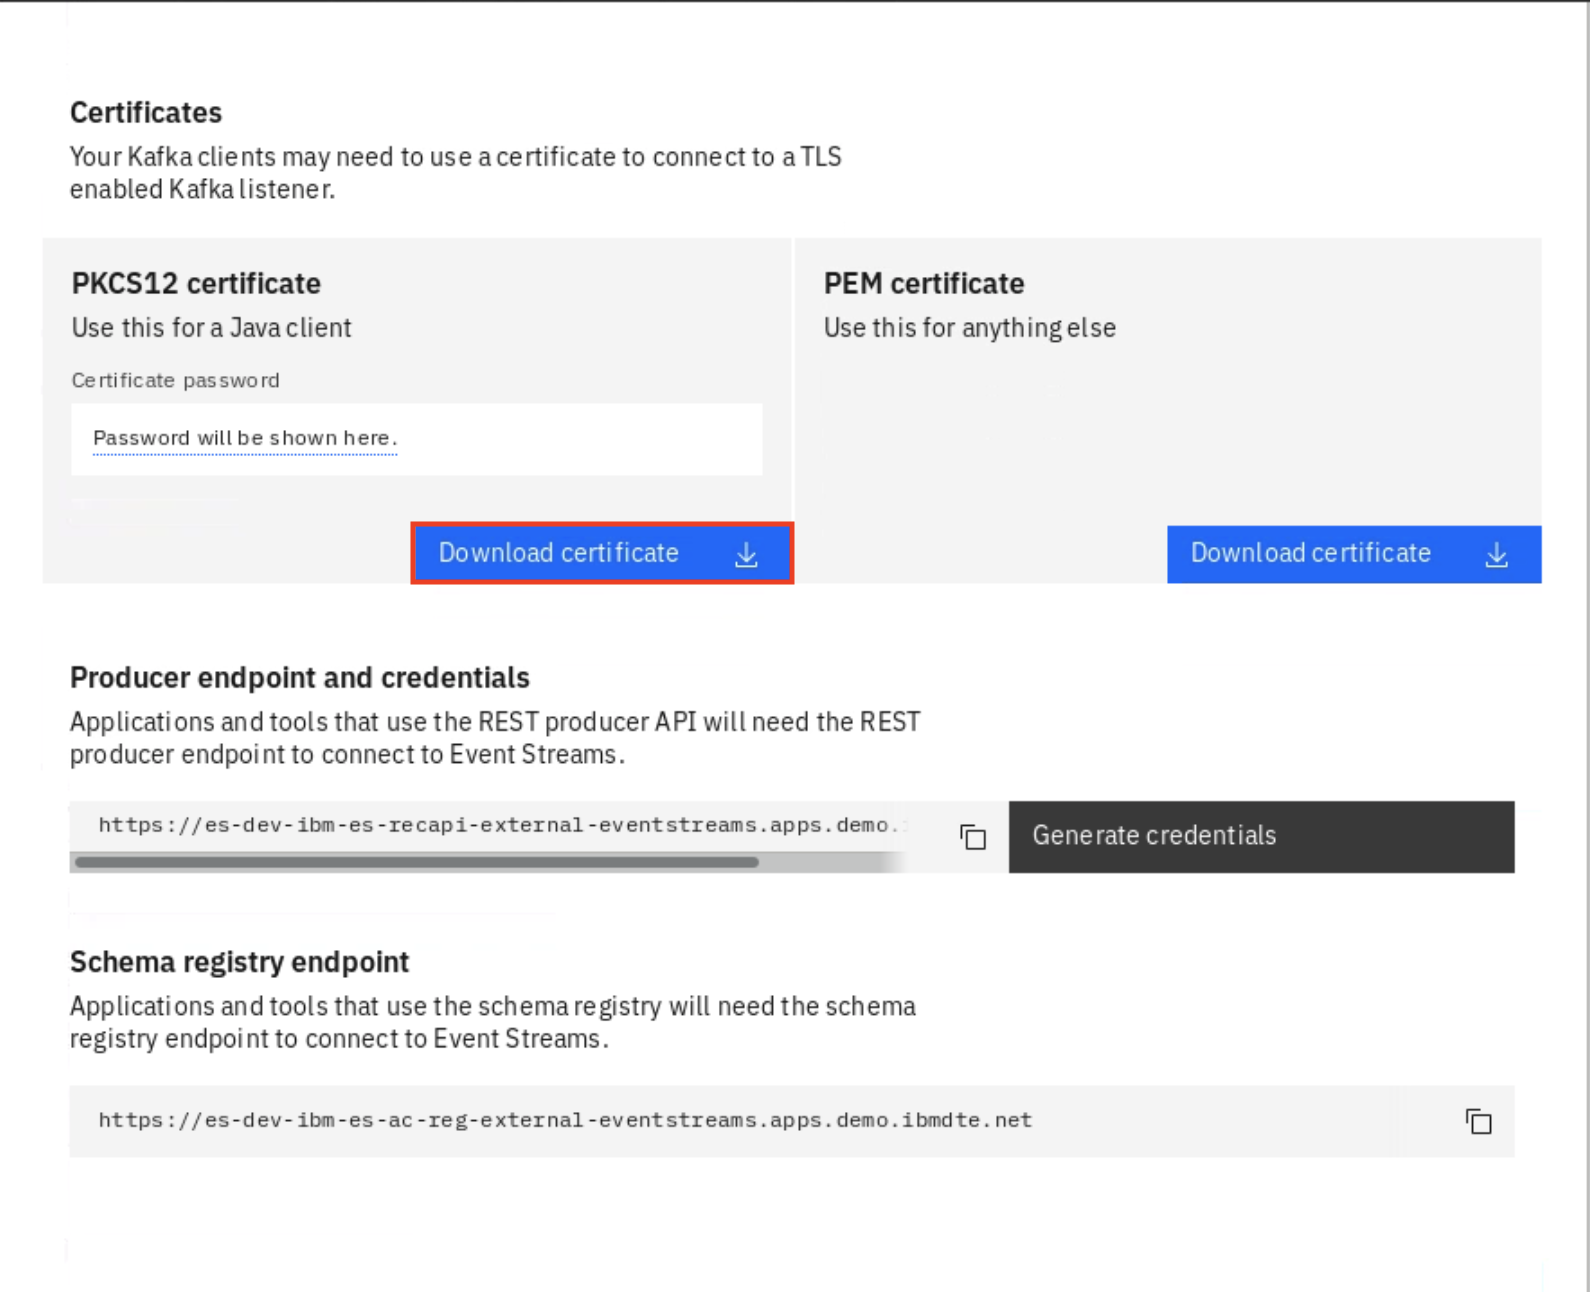 Certificates
Your Kafka clients may need to use a certificate to connect to a TLS
enabled Kafka listener.
PKCS12 certificate
Use this for a Java client
Certificate password
Password will be shown here.
Download certificate
PEM certificate
Use this for anything else
Download certificate
Producer endpoint and credentials
Applications and tools that use the REST producer API will need the REST
producer endpoint to connect to Event Streams.
https://es-dev-ibm-es-recapi-external-eventstreams.apps.demo.
Generate credentials
Schema registry endpoint
Applications and tools that use the schema registry will need the schema
registry endpoint to connect to Event Streams.
https://es-dev-ibm-es-ac-reg-external-eventstreams.apps.demo.ibmdte.net